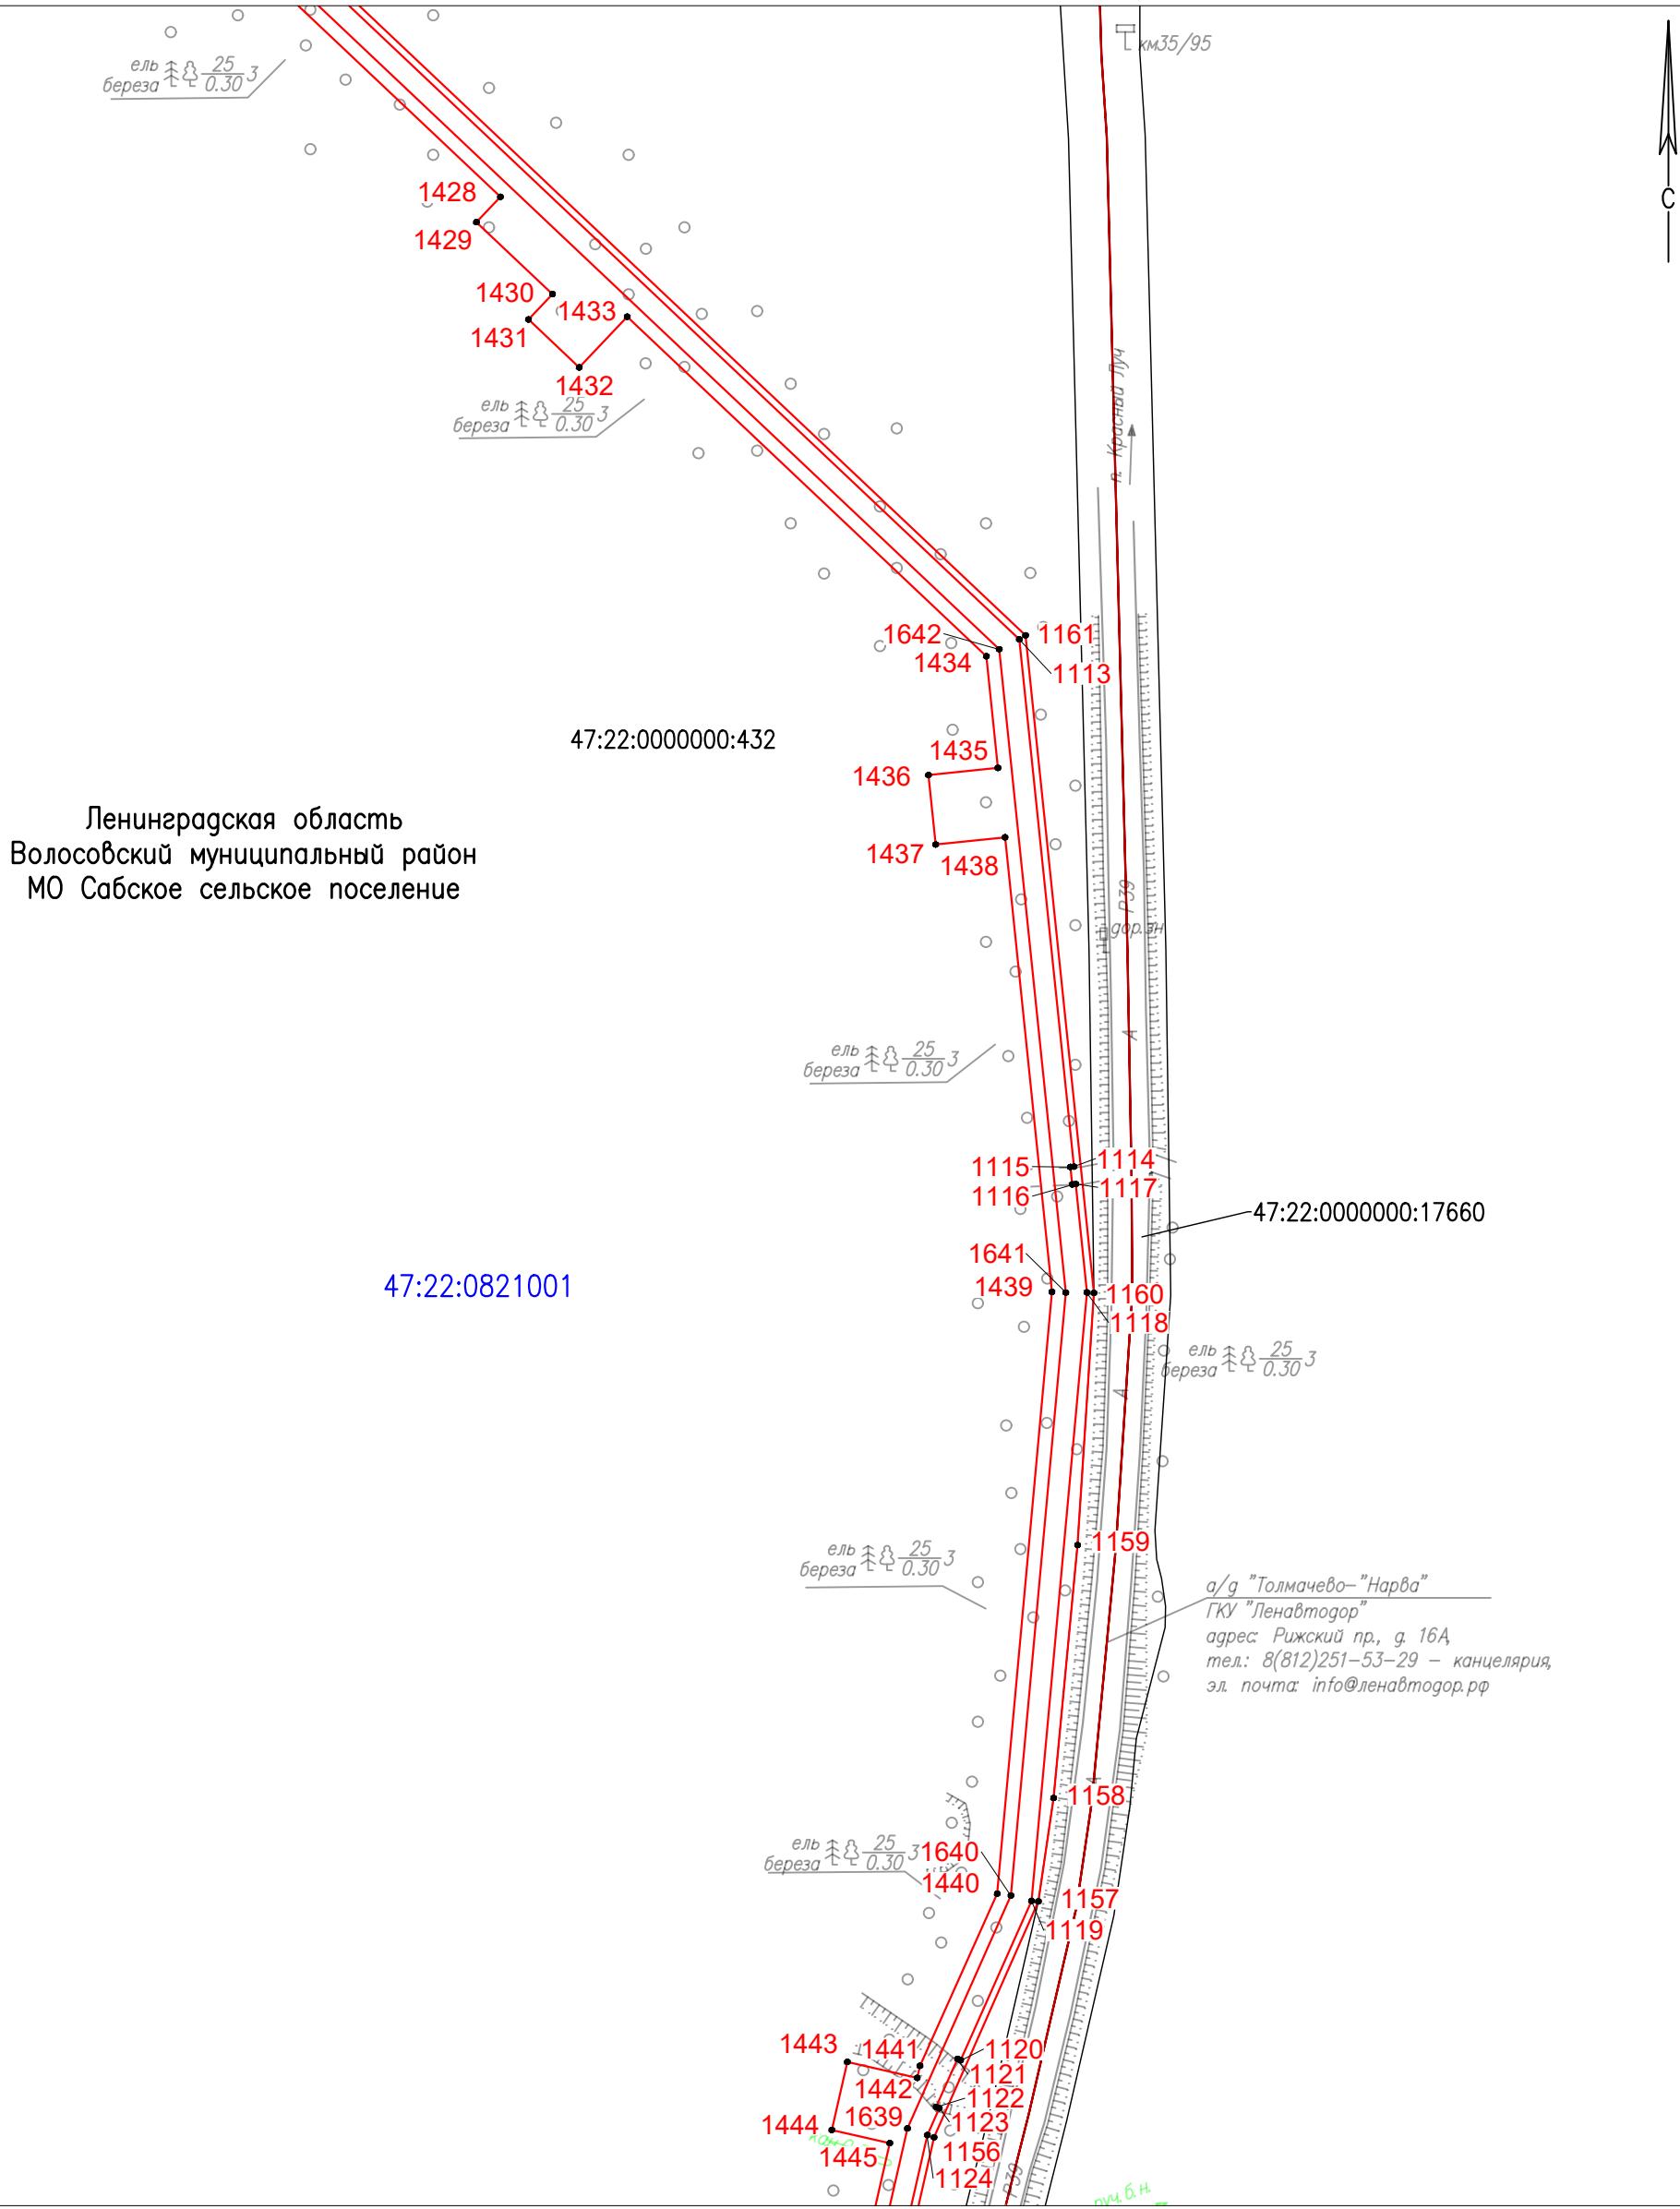 км35/95
ель 25 3
береза 0.30
С
1428
1429
1430
1433
1431
1432
ель 25 3
береза 0.30
п. Красный Луч
1642
1161
1434
1113
47:22:0000000:432
1435
1436
Ленинградская область
Волосовский муниципальный район
МО Сабское сельское поселение
1437
1438
Р39
дор.зн
А
ель 25 3
береза 0.30
1115
1114
1116
1117
47:22:0000000:17660
1641
1439
1160
1118
47:22:0821001
ель 25 3
береза 0.30
А
1159
ель 25 3
береза 0.30
а/д "Толмачево-"Нарва"
ГКУ "Ленавтодор"
адрес: Рижский пр., д. 16А,
тел.: 8(812)251-53-29 - канцелярия,
эл. почта: info@ленавтодор.рф
1158
А
ель 25 3
береза 0.30
1640
1440
1157
1119
1443
1441
1120
1121
1442
1122
1639
1123
1444
1445
1156
1124
Р39
руч. б. н.